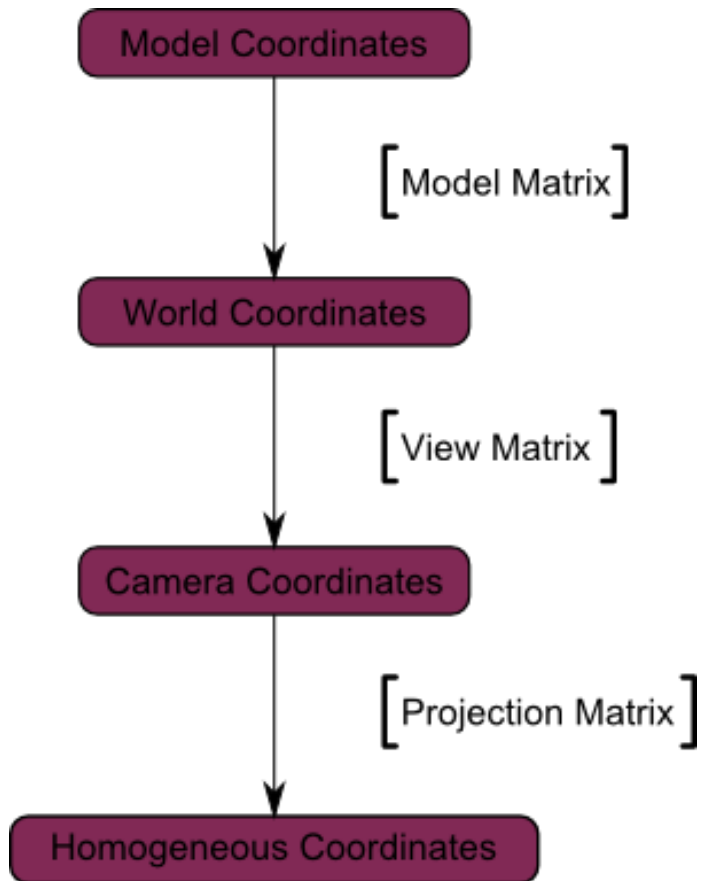 Model Coordinates
[Model Matrix]
World Coordinates
[View Matrix]
Camera Coordinates
[Projection Matrix]
Homogeneous Coordinates